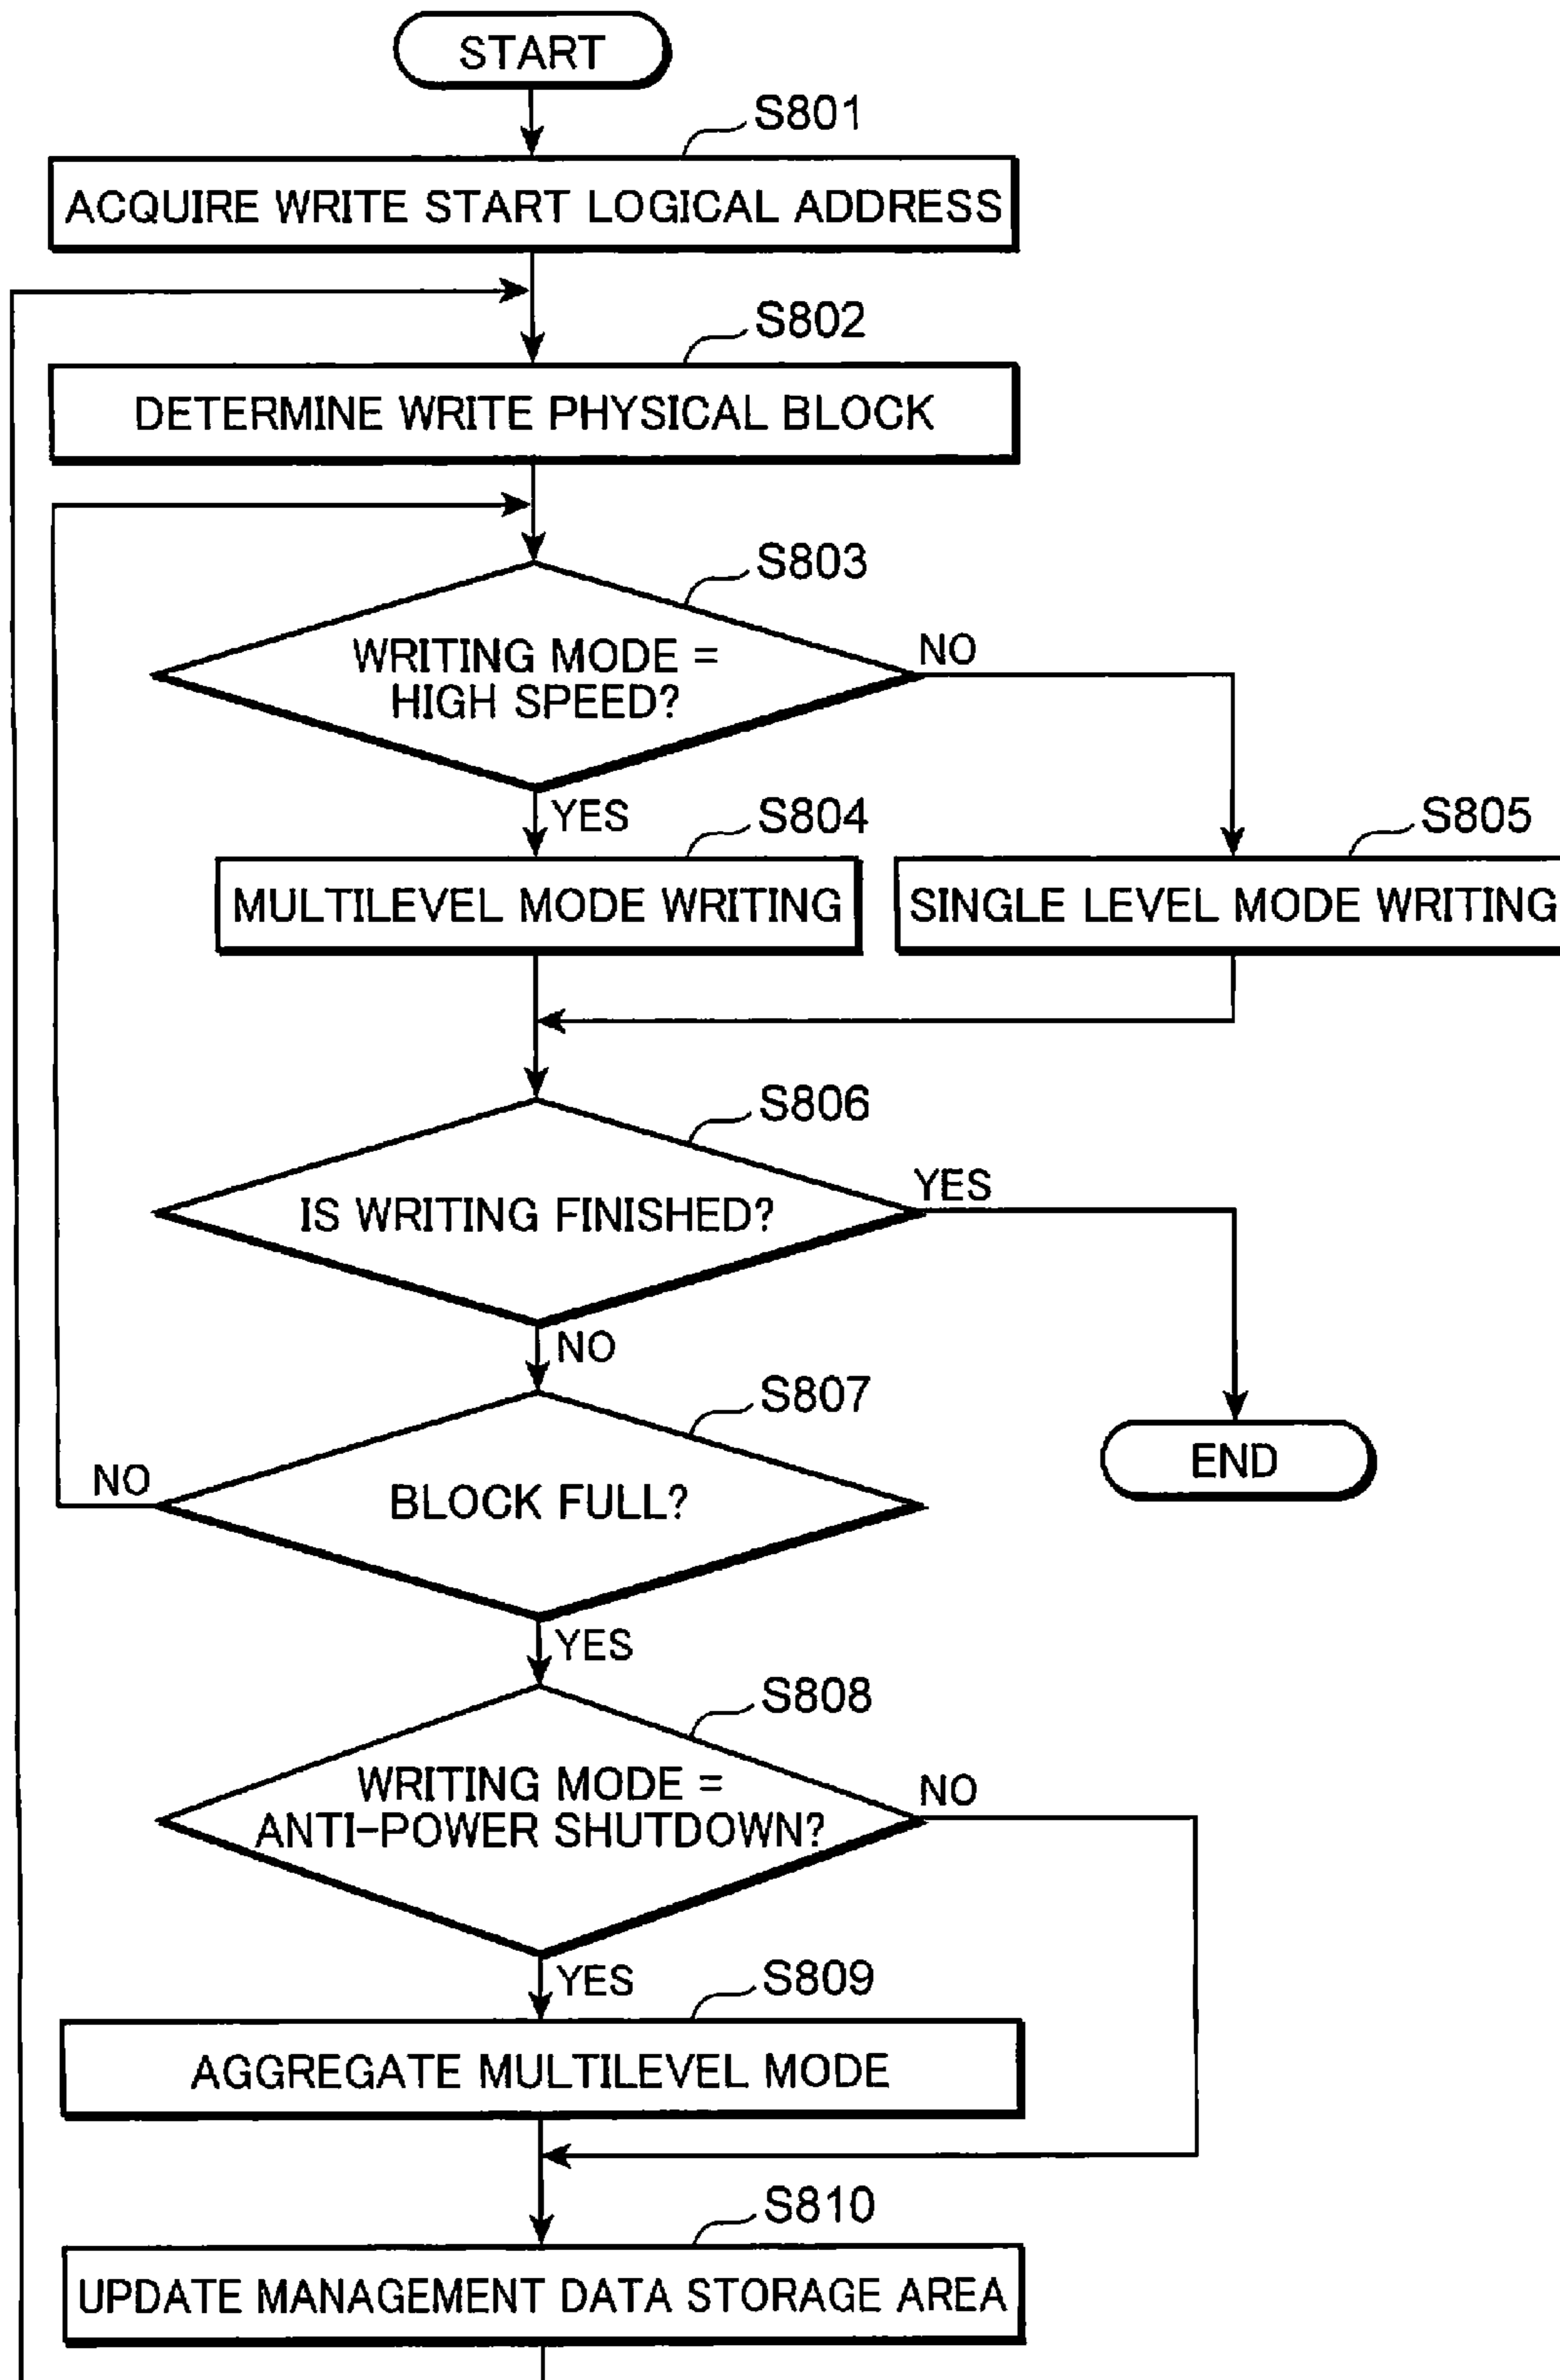 START
S801
ACQUIRE WRITE START LOGICAL ADDRESS
S802
DETERMINE WRITE PHYSICAL BLOCK
S803
WRITING MODE =
HIGH SPEED?
NO
YES
S804
MULTILEVEL MODE WRITING
S805
SINGLE LEVEL MODE WRITING
S806
IS WRITING FINISHED?
YES
NO
S807
BLOCK FULL?
NO
END
YES
S808
WRITING MODE =
ANTI-POWER SHUTDOWN?
NO
YES
S809
AGGREGATE MULTILEVEL MODE
S810
UPDATE MANAGEMENT DATA STORAGE AREA